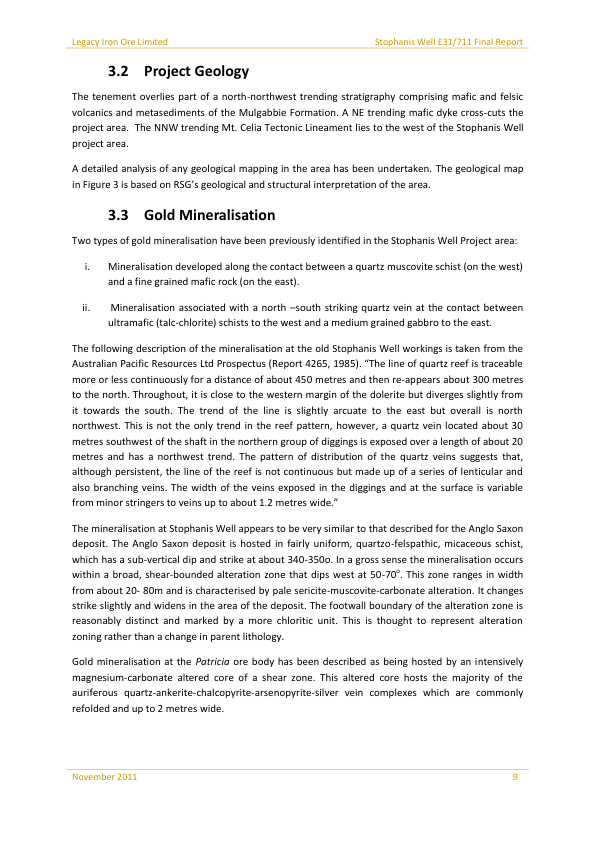 Legacy Iron Ore Limited Stophanis Well E31/711 Final Report
3.2 Project Geology
The tenement overlies part of a north-northwest trending stratigraphy comprising mafic and felsic
volcanics and metasediments of the Mulgabbie Formation. A NE trending mafic dyke cross-cuts the
project area. The NNW trending Mt. Celia Tectonic Lineament lies to the west of the Stophanis Well
project area.
A detailed analysis of any geological mapping in the area has been undertaken. The geological map
in Figure 3 is based on RSG's geological and structural interpretation of the area.
3.3 Gold Mineralisation
Two types of gold mineralisation have been previously identified in the Stophanis Well Project area:
i. Mineralisation developed along the contact between a quartz muscovite schist (on the west)
and a fine grained mafic rock (on the east).
ii. Mineralisation associated with a north –south striking quartz vein at the contact between
ultramafic (talc-chlorite) schists to the west and a medium grained gabbro to the east.
The following description of the mineralisation at the old Stophanis Well workings is taken from the
Australian Pacific Resources Ltd Prospectus (Report 4265, 1985). "The line of quartz reef is traceable
more or less continuously for a distance of about 450 metres and then re-appears about 300 metres
to the north. Throughout, it is close to the western margin of the dolerite but diverges slightly from
it towards the south. The trend of the line is slightly arcuate to the east but overall is north
northwest. This is not the only trend in the reef pattern, however, a quartz vein located about 30
metres southwest of the shaft in the northern group of diggings is exposed over a length of about 20
metres and has a northwest trend. The pattern of distribution of the quartz veins suggests that,
although persistent, the line of the reef is not continuous but made up of a series of lenticular and
also branching veins. The width of the veins exposed in the diggings and at the surface is variable
from minor stringers to veins up to about 1.2 metres wide."
The mineralisation at Stophanis Well appears to be very similar to that described for the Anglo Saxon
deposit. The Anglo Saxon deposit is hosted in fairly uniform, quartzo-felspathic, micaceous schist,
which has a sub-vertical dip and strike at about 340-350o. In a gross sense the mineralisation occurs
within a broad, shear-bounded alteration zone that dips west at 50-70°. This zone ranges in width
from about 20- 80m and is characterised by pale sericite-muscovite-carbonate alteration. It changes
strike slightly and widens in the area of the deposit. The footwall boundary of the alteration zone is
reasonably distinct and marked by a more chloritic unit. This is thought to represent alteration
zoning rather than a change in parent lithology.
Gold mineralisation at the Patricia ore body has been described as being hosted by an intensively
magnesium-carbonate altered core of a shear zone. This altered core hosts the majority of the
auriferous quartz-ankerite-chalcopyrite-arsenopyrite-silver vein complexes which are commonly
refolded and up to 2 metres wide.
November 2011 9